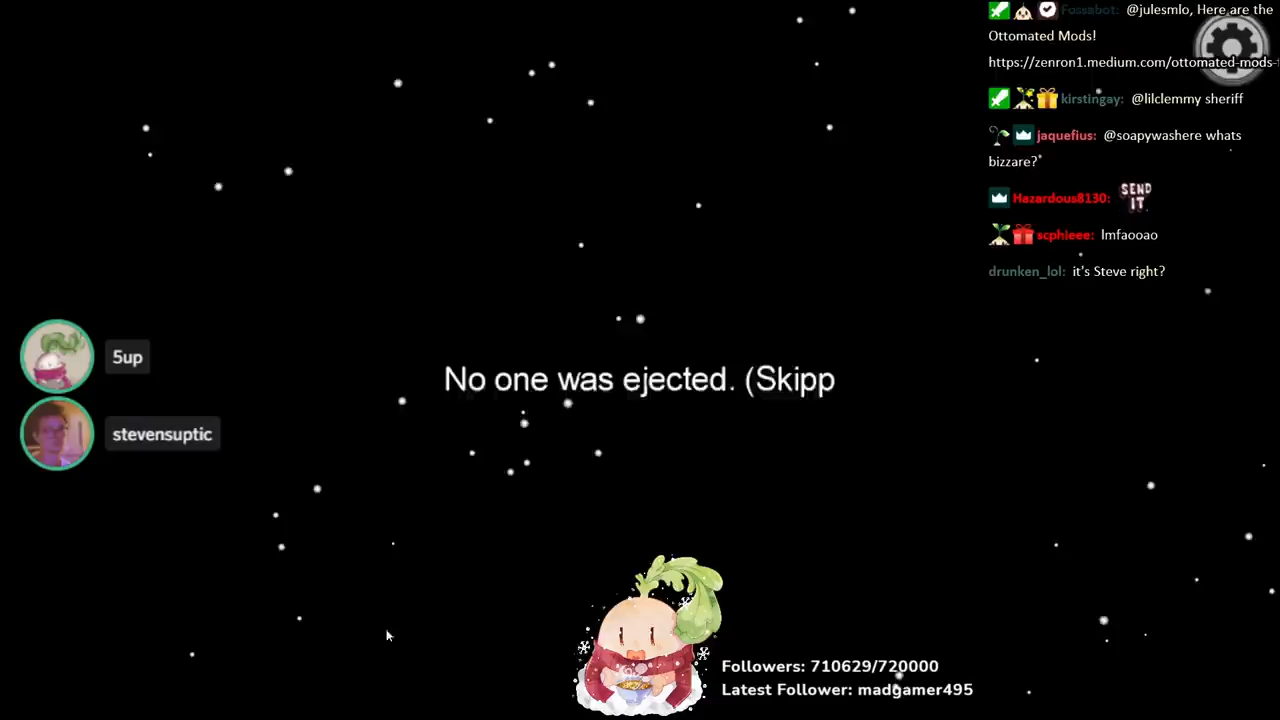 Fossabot: @julesmlo, Here are the
Ottomated Mods!
https://zenron1.medium.com/ottomated-mods-
kirstingay: @lilclemmy sheriff
jaquefius: @soapywashere whats
bizzare?
Hazardous8130: SEND
IT
scphleee: lmfaooao
drunken_lol: it's Steve right?
5up
No one was ejected. (Skipp
stevensuptic
Followers: 710629/720000
Latest Follower: madgamer495